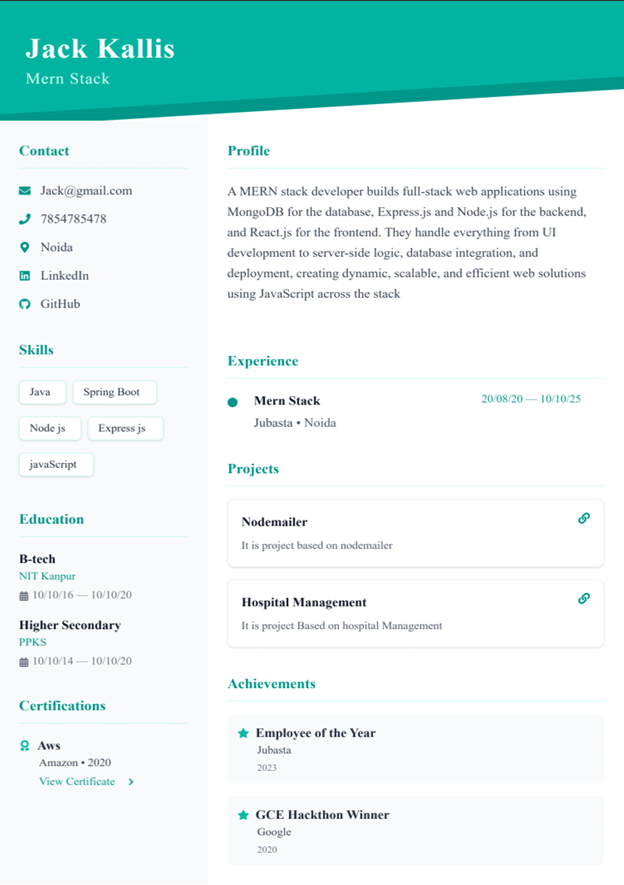 Jack Kallis
Mern Stack
Contact
Jack@gmail.com
7854785478
Noida
LinkedIn
GitHub
Skills
Java
Spring Boot
Node js
Express js
javaScript
Education
B-tech
NIT Kanpur
10/10/16 — 10/10/20
Higher Secondary
PPKS
10/10/14 — 10/10/20
Certifications
Aws
Amazon • 2020
View Certificate
Profile
A MERN stack developer builds full-stack web applications using
MongoDB for the database, Express.js and Node.js for the backend,
and React.js for the frontend. They handle everything from UI
development to server-side logic, database integration, and
deployment, creating dynamic, scalable, and efficient web solutions
using JavaScript across the stack
Experience
Mern Stack 20/08/20 — 10/10/25
Jubasta • Noida
Projects
Nodemailer
It is project based on nodemailer
Hospital Management
It is project Based on hospital Management
Achievements
Employee of the Year
Jubasta
2023
GCE Hackthon Winner
Google
2020